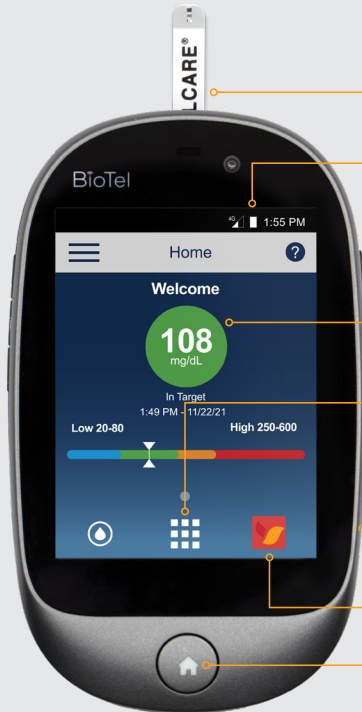 LCARE®
BioTel
4G 1:55 PM
Home ?
Welcome
108
mg/dL
In Target
1:49 PM - 11/22/21
Low 20-80 High 250-600